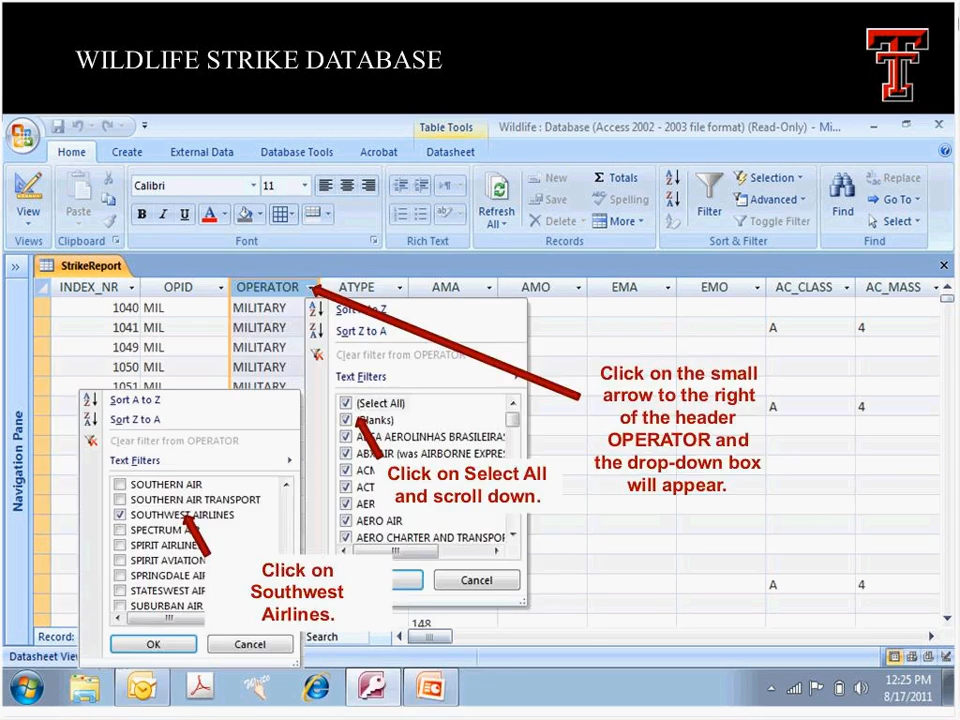 WILDLIFE STRIKE DATABASE
Table Tools
Wildlife : Database (Access 2002 - 2003 file format) (Read-Only) - Mi...
Home Create External Data Database Tools Acrobat Datasheet
View
Views
Paste
Clipboard
Calibri 11
B I U A
Font
Rich Text
Refresh
All
New
Save
Delete
Totals
Spelling
More
Records
Filter
Selection
Advanced
Toggle Filter
Sort & Filter
Find
Replace
Go To
Select
Find
StrikeReport
INDEX_NR OPID OPERATOR ATYPE AMA AMO EMA EMO AC_CLASS AC_MASS
1040 MIL MILITARY
1041 MIL MILITARY A 4
1049 MIL MILITARY
1050 MIL MILITARY
1051 MIL MILITARY
A 4
A 4
148
Sort Z to A
Clear filter from OPERATOR
Text Filters
(Select All)
AERO AIR
AERO CHARTER AND TRANSPOR
Cancel
Click on the small
arrow to the right
of the header
OPERATOR and
the drop-down box
will appear.
Click on Select All
and scroll down.
Navigation Pane
Sort A to Z
Sort Z to A
Clear filter from OPERATOR
Text Filters
SOUTHERN AIR
SOUTHERN AIR TRANSPORT
SOUTHWEST AIRLINES
SPECTRUM
SPIRIT AIRLINE
SPIRIT AVIATION
SPRINGDALE AIR
STATESWEST AIR
SUBURBAN AIR
OK Cancel
Click on
Southwest
Airlines.
Record:
Search
Datasheet View
12:25 PM
8/17/2011